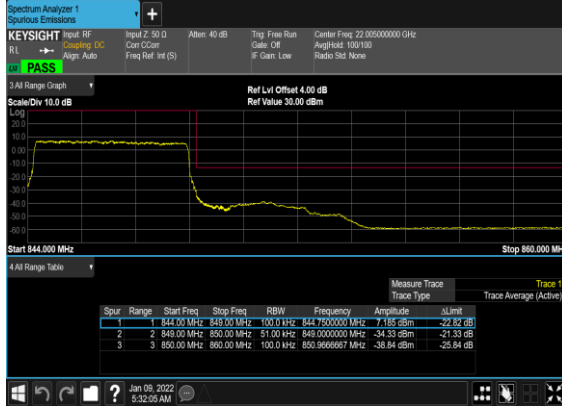 Spectrum Analyzer 1
Spurious Emissions
+
KEYSIGHT Input: RF Input Z: 50 Ω Atten: 40 dB Trig: Free Run Center Freq: 22.005000000 GHz
RL Coupling: DC Corr CCorr Gate: Off Avg|Hold: 100/100
Align: Auto Freq Ref: Int (S) IF Gain: Low Radio Std: None
PASS
3 All Range Graph
Ref Lvl Offset 4.00 dB
Scale/Div 10.0 dB Ref Value 30.00 dBm
Log
20.0
10.0
0.00
-10.0
-20.0
-30.0
-40.0
-50.0
-60.0
Start 844.000 MHz Stop 860.000 MH
4 All Range Table
Measure Trace Trace 1
Trace Type Trace Average (Active)
Spur Range Start Freq Stop Freq RBW Frequency Amplitude ΔLimit
1 1 844.00 MHz 849.00 MHz 100.0 kHz 844.7500000 MHz 7.185 dBm -22.82 dB
2 2 849.00 MHz 850.00 MHz 51.00 kHz 849.0000000 MHz -34.33 dBm -21.33 dB
3 3 850.00 MHz 860.00 MHz 100.0 kHz 850.9666667 MHz -38.84 dBm -25.84 dB
? Jan 09, 2022
5:32:05 AM